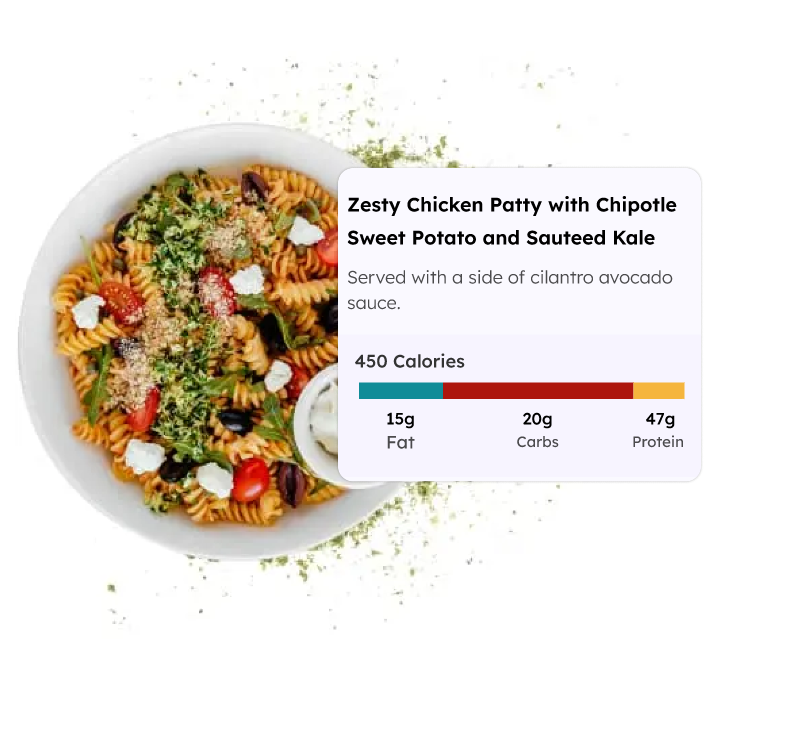 Zesty Chicken Patty with Chipotle
Sweet Potato and Sauteed Kale
Served with a side of cilantro avocado
sauce.
450 Calories
15g 20g 47g
Fat Carbs Protein